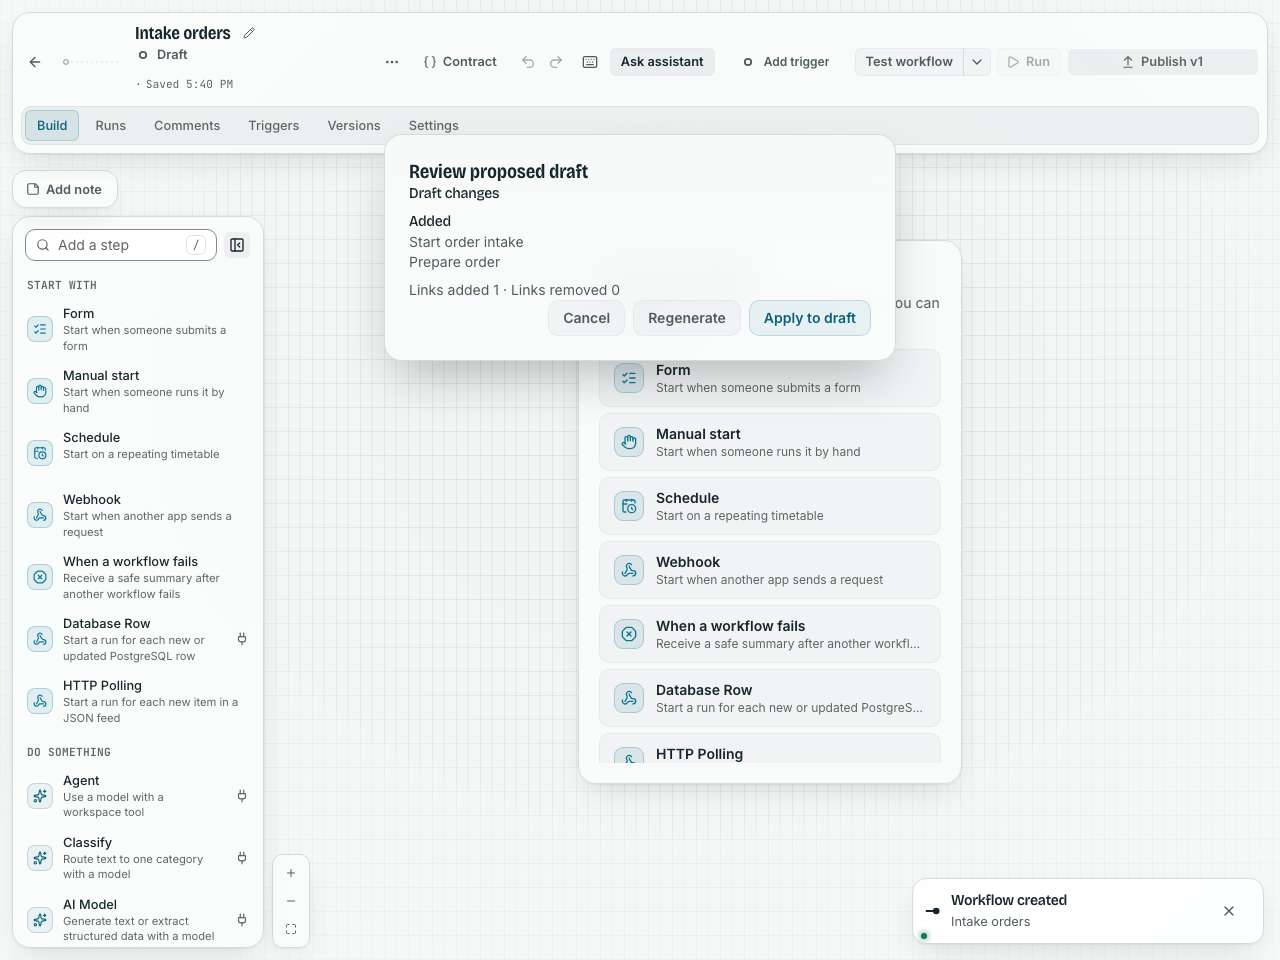 Intake orders
Draft
· Saved 5:40 PM
Contract
Ask assistant
Add trigger
Test workflow
Run
Publish v1
Build
Runs
Comments
Triggers
Versions
Settings
Add note
Add a step
/
START WITH
Form
Start when someone submits a
form
Manual start
Start when someone runs it by
hand
Schedule
Start on a repeating timetable
Webhook
Start when another app sends a
request
When a workflow fails
Receive a safe summary after
another workflow fails
Database Row
Start a run for each new or
updated PostgreSQL row
HTTP Polling
Start a run for each new item in a
JSON feed
DO SOMETHING
Agent
Use a model with a
workspace tool
Classify
Route text to one category
with a model
AI Model
Generate text or extract
structured data with a model
Review proposed draft
Draft changes
Added
Start order intake
Prepare order
Links added 1 · Links removed 0
Cancel
Regenerate
Apply to draft
ou can
Form
Start when someone submits a form
Manual start
Start when someone runs it by hand
Schedule
Start on a repeating timetable
Webhook
Start when another app sends a request
When a workflow fails
Receive a safe summary after another workfl...
Database Row
Start a run for each new or updated PostgreS...
HTTP Polling
Workflow created
Intake orders